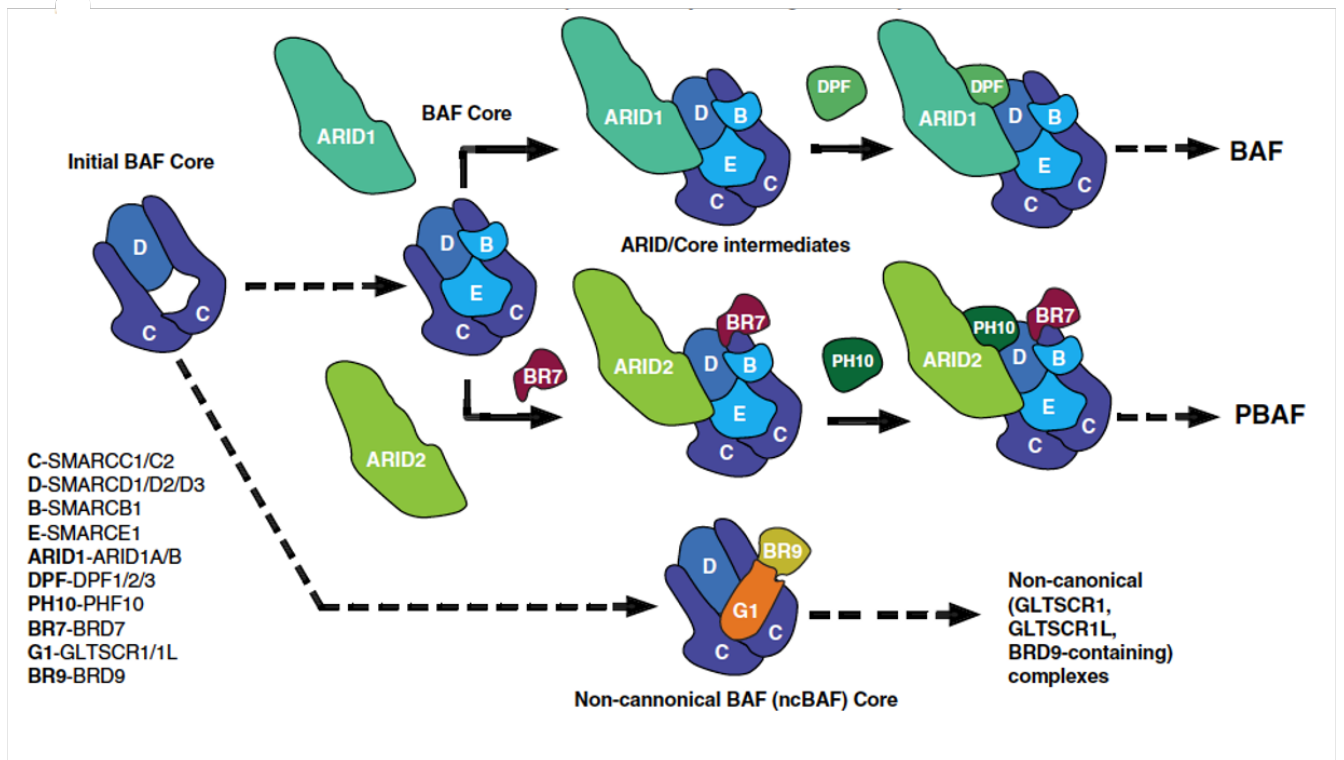 ARID1
BAF Core
Initial BAF Core
D
C
C
D
B
E
C
C
ARID1
D
B
E
C
C
DPF
ARID1
DPF
D
B
E
C
C
BAF
ARID/Core intermediates
ARID2
BR7
ARID2
BR7
D
B
E
C
C
PH10
ARID2
PH10
BR7
D
B
E
C
C
PBAF
C-SMARCC1/C2
D-SMARCD1/D2/D3
B-SMARCB1
E-SMARCE1
ARID1-ARID1A/B
DPF-DPF1/2/3
PH10-PHF10
BR7-BRD7
G1-GLTSCR1/1L
BR9-BRD9
D
BR9
G1
C
C
Non-cannonical BAF (ncBAF) Core
Non-canonical
(GLTSCR1,
GLTSCR1L,
BRD9-containing)
complexes